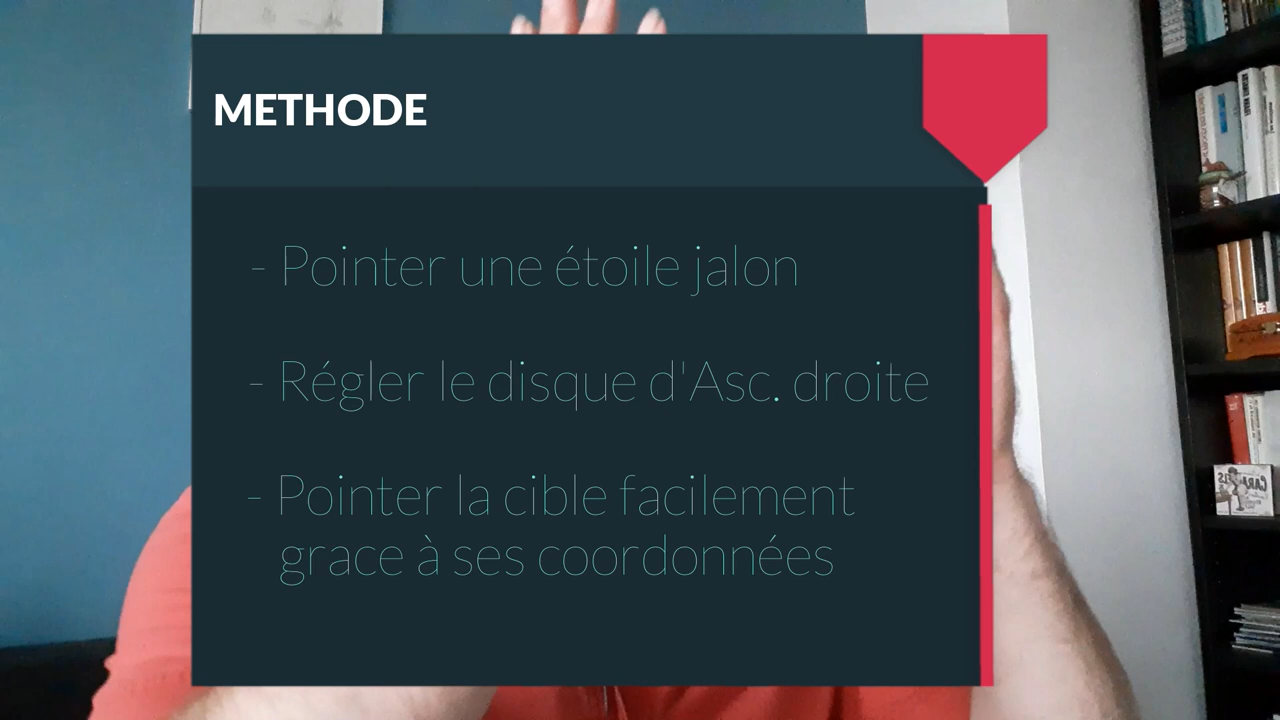 METHODE
- Pointer une étoile jalon
- Régler le disque d'Asc. droite
- Pointer la cible facilement
grace à ses coordonnées